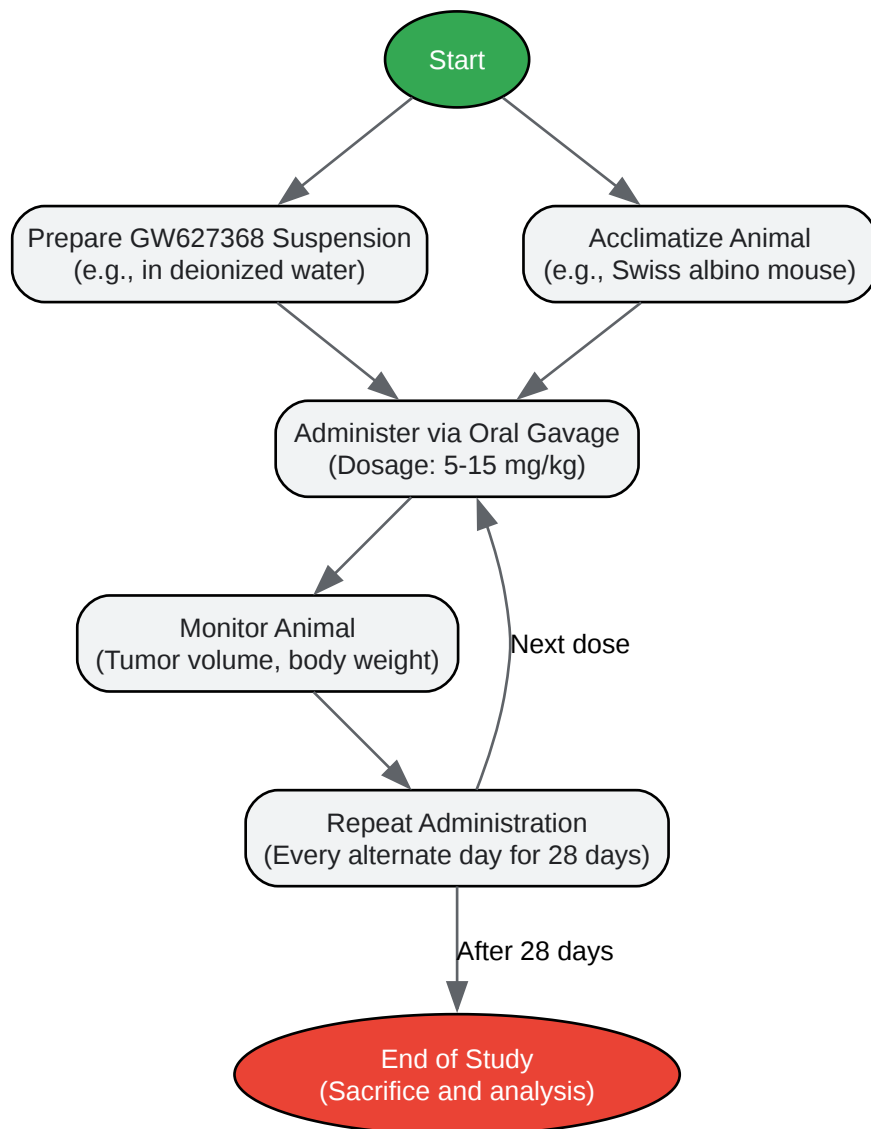 Start
Prepare GW627368 Suspension
(e.g., in deionized water)
Acclimatize Animal
(e.g., Swiss albino mouse)
Administer via Oral Gavage
(Dosage: 5-15 mg/kg)
Monitor Animal
(Tumor volume, body weight)
Next dose
Repeat Administration
(Every alternate day for 28 days)
After 28 days
End of Study
(Sacrifice and analysis)